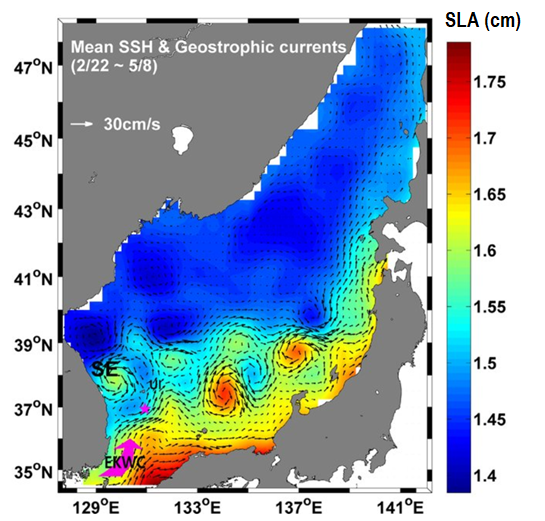 SLA (cm)
Mean SSH & Geostrophic currents
(2/22 ~ 5/8)
30cm/s
47°N
45°N
43°N
41°N
39°N
37°N
35°N
SE
UI
EKWC
129°E
133°E
137°E
141°E
1.75
1.7
1.65
1.6
1.55
1.5
1.45
1.4